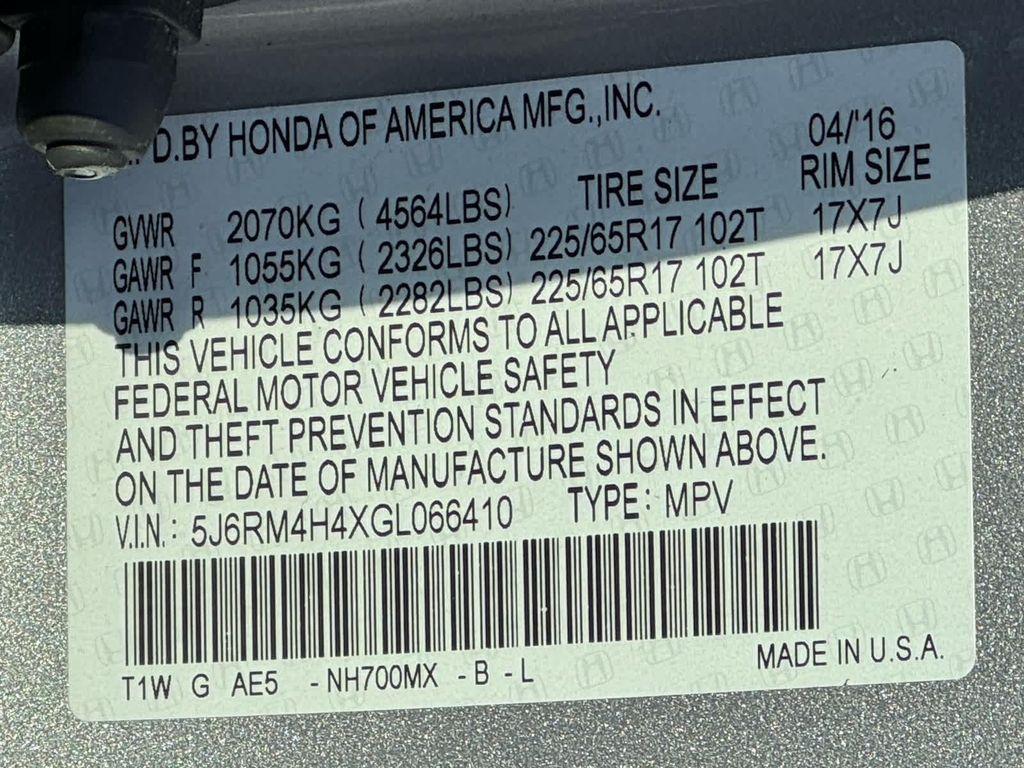 D.BY HONDA OF AMERICA MFG.,INC. 04/'16
TIRE SIZE RIM SIZE
GVWR 2070KG ( 4564LBS)
GAWR F 1055KG ( 2326LBS) 225/65R17 102T 17X7J
GAWR R 1035KG ( 2282LBS) 225/65R17 102T 17X7J
THIS VEHICLE CONFORMS TO ALL APPLICABLE
FEDERAL MOTOR VEHICLE SAFETY
AND THEFT PREVENTION STANDARDS IN EFFECT
ON THE DATE OF MANUFACTURE SHOWN ABOVE.
V.I.N.: 5J6RM4H4XGL066410 TYPE: MPV
T1W G AE5 - NH700MX - B - L MADE IN U.S.A.